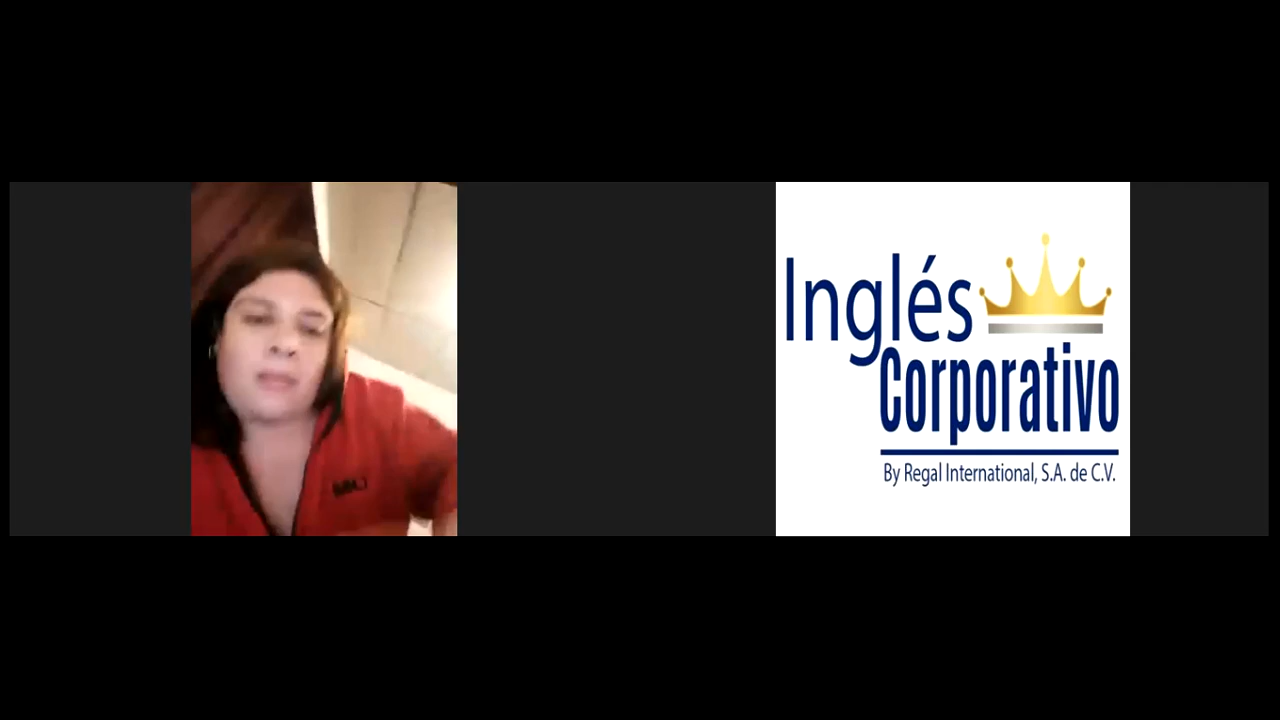 Inglés
Corporativo
By Regal International, S.A. de C.V.